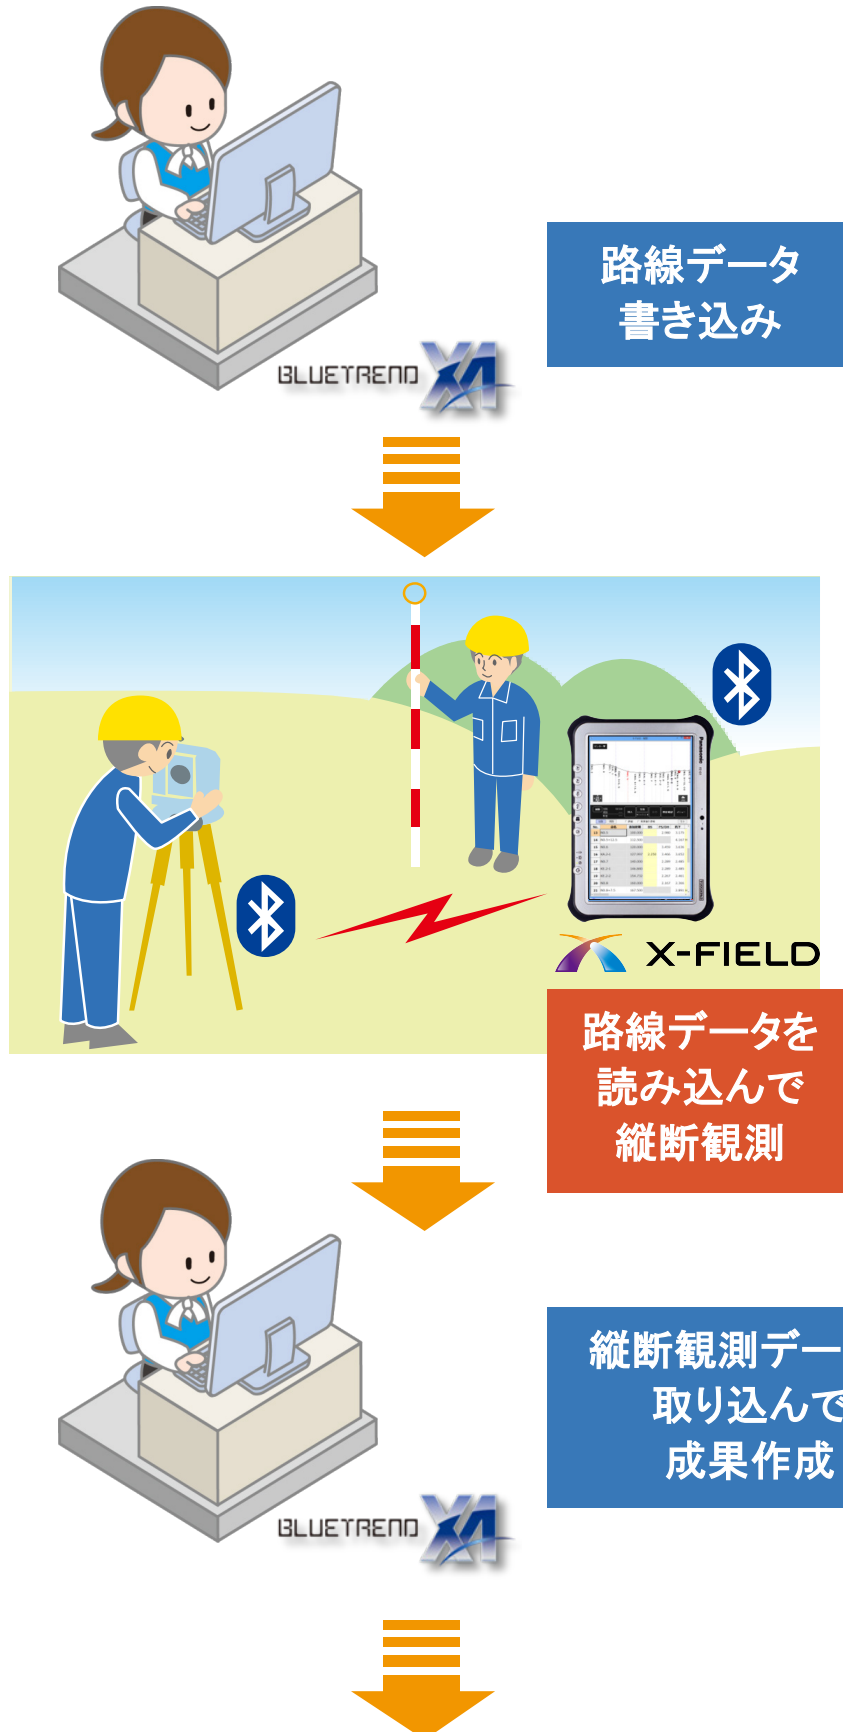 路線データ
書き込み
BLUETREND XA
X-FIELD
路線データを
読み込んで
縦断観測
縦断観測デー
取り込んで
成果作成
BLUETREND XA